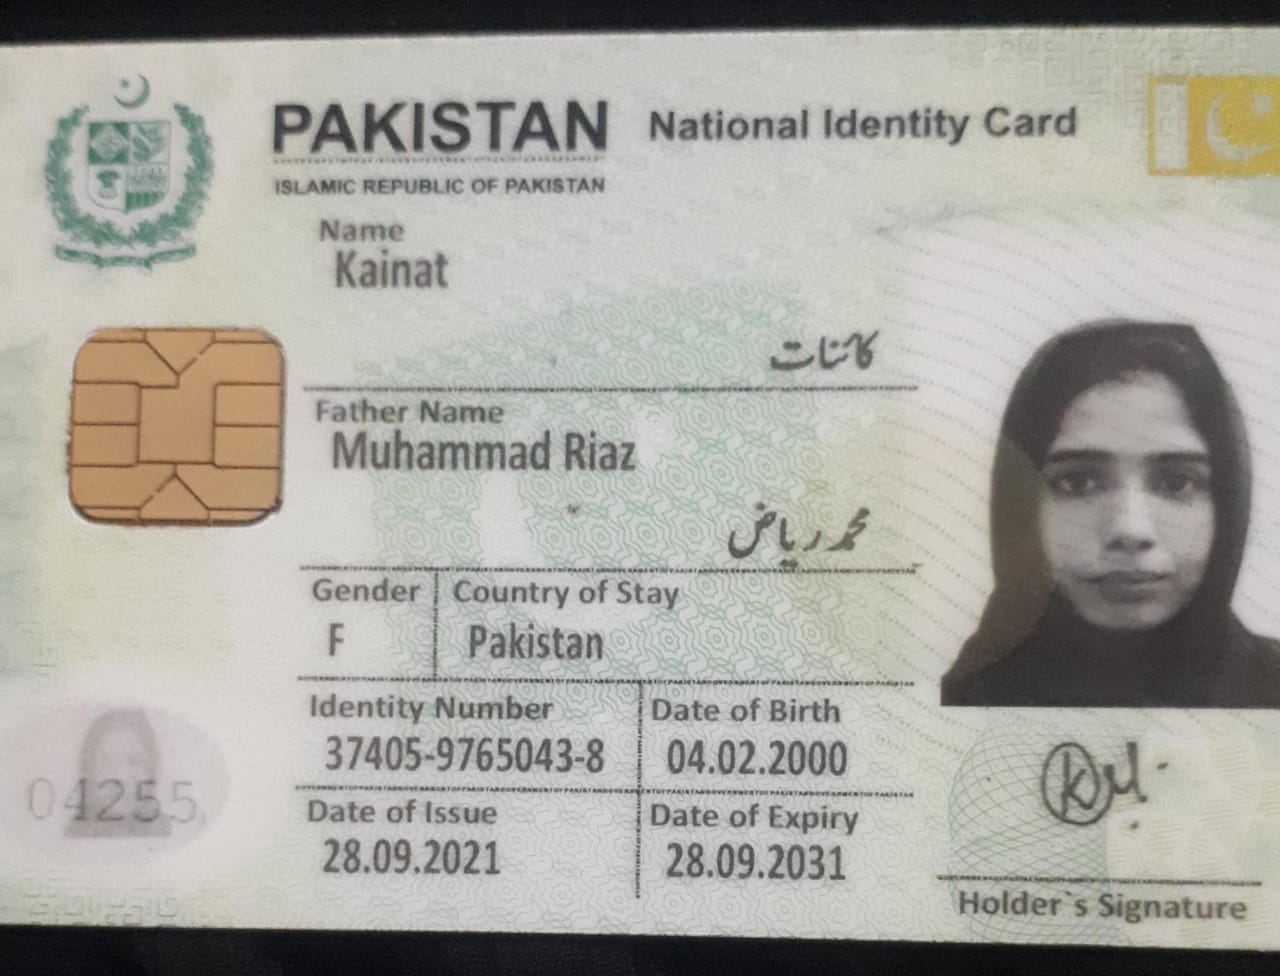 PAKISTAN National Identity Card
ISLAMIC REPUBLIC OF PAKISTAN
Name
Kainat
کائنات
Father Name
Muhammad Riaz
محمد ریاض
Gender Country of Stay
F Pakistan
Identity Number Date of Birth
37405-9765043-8 04.02.2000
04255
Date of Issue Date of Expiry
28.09.2021 28.09.2031
Holder`s Signature